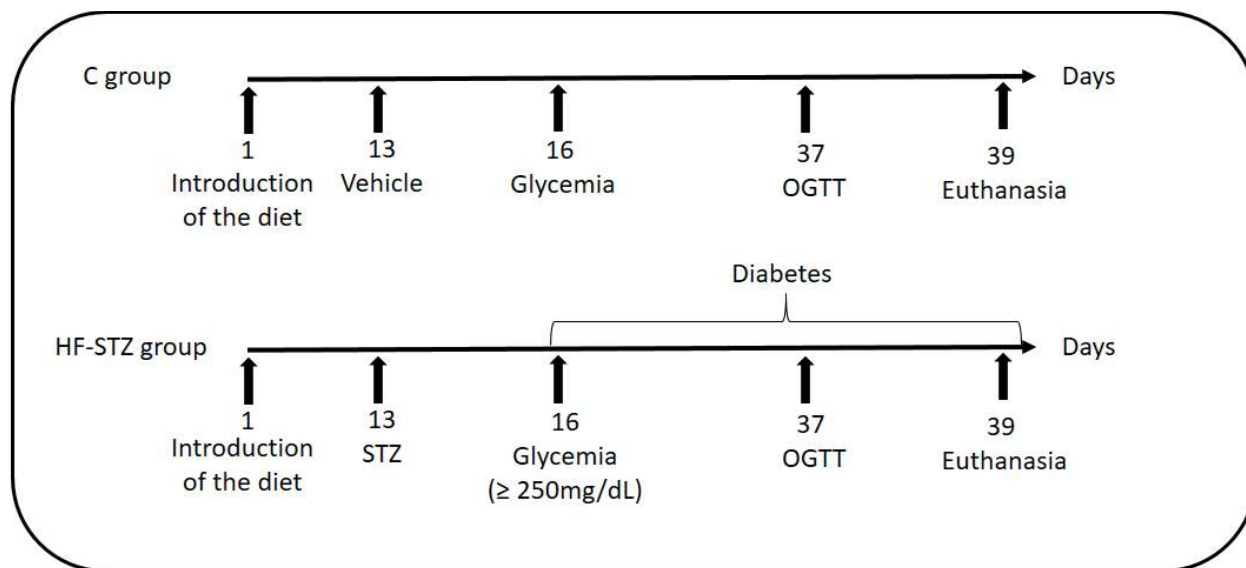 C group
Days
1
13
16
37
39
Introduction
of the diet
Vehicle
Glycemia
OGTT
Euthanasia
Diabetes
HF-STZ group
Days
1
13
16
37
39
Introduction
of the diet
STZ
Glycemia
(≥ 250mg/dL)
OGTT
Euthanasia